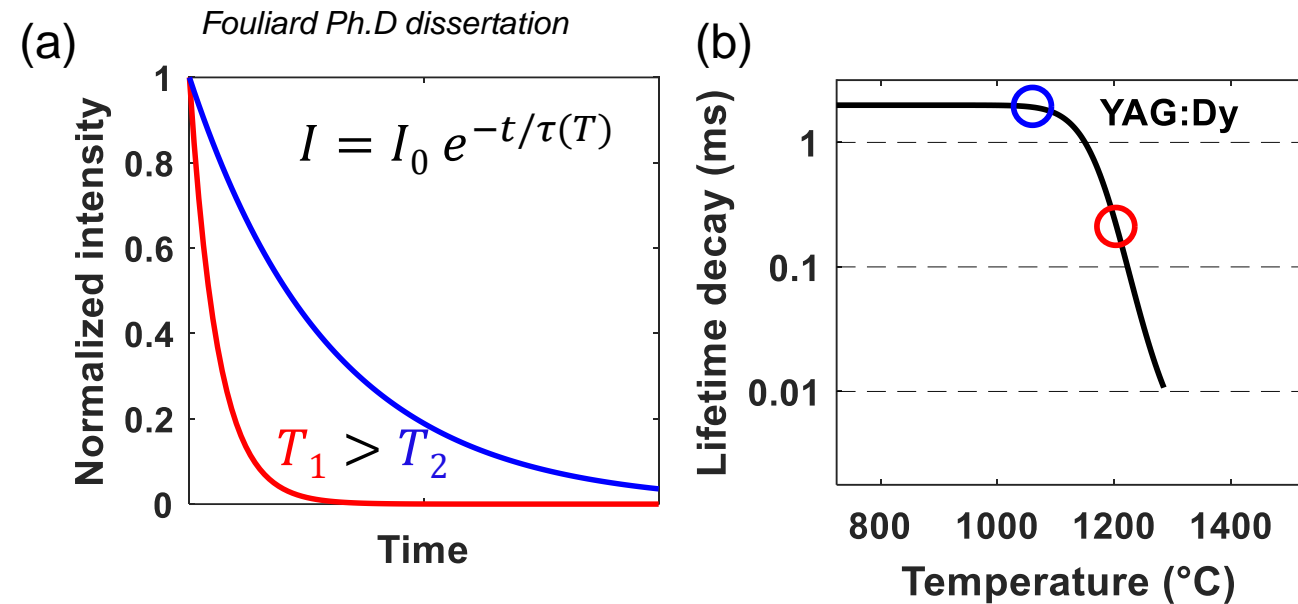 Fouliard Ph.D dissertation
(a)
Normalized intensity
1
0.8
0.6
0.4
0.2
0
I = I₀ e^{-t/τ(T)}
T₁ > T₂
Time
(b)
Lifetime decay (ms)
1
0.1
0.01
YAG:Dy
800 1000 1200 1400
Temperature (°C)